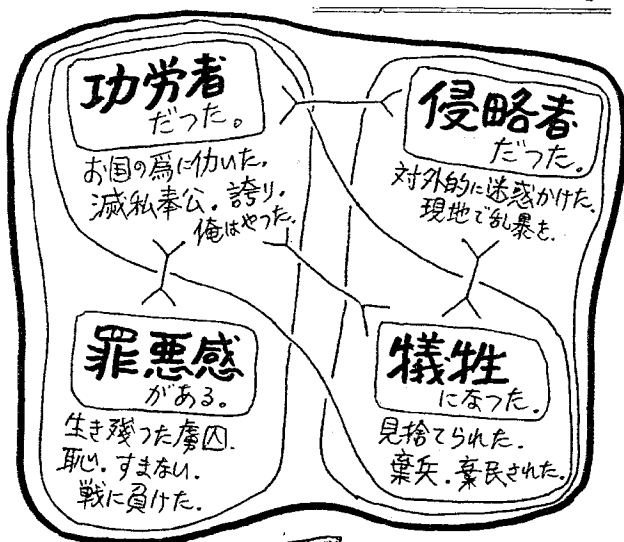 功労者
だった。
お国の為に仂いた。
滅私奉公。誇り。
俺はやった。
侵略者
だった。
対外的に迷惑かけた。
現地で乱暴を。
罪悪感
がある。
生き残った虜囚。
恥。すまない。
戦に負けた。
犠牲
になった。
見捨てられた。
棄兵。棄民された。